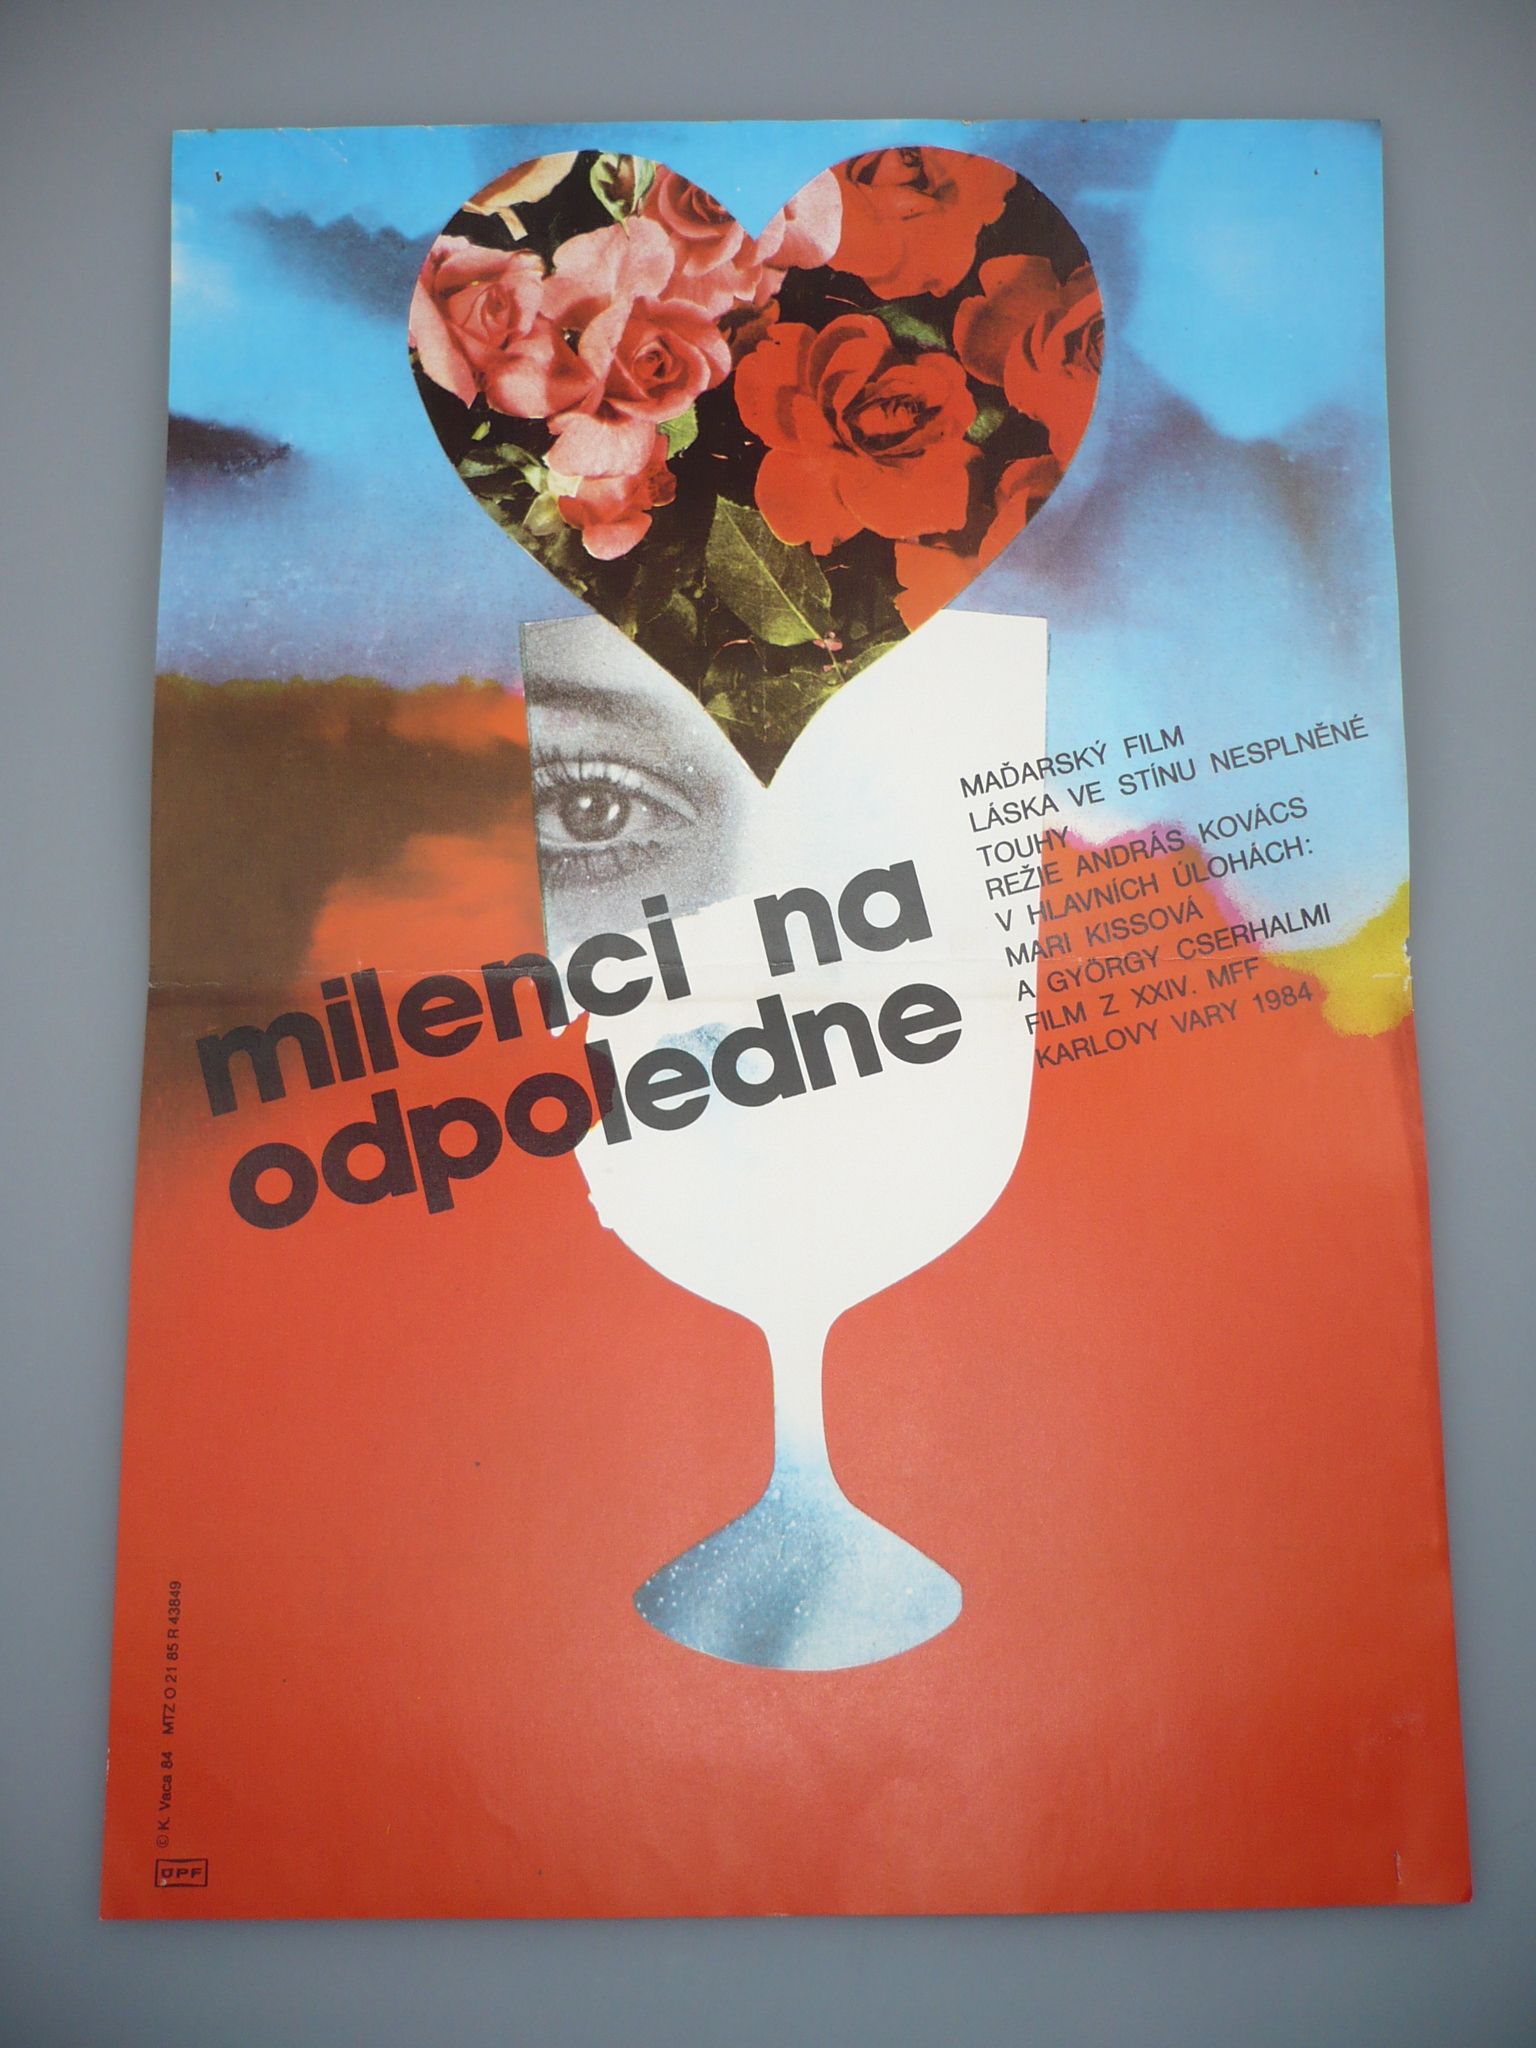 milenci na
odpoledne
MAĎARSKÝ FILM
LÁSKA VE STÍNU NESPLNĚNÉ
TOUHY
REŽIE ANDRÁS KOVÁCS
V HLAVNÍCH ÚLOHÁCH:
MARI KISSOVÁ
A GYÖRGY CSERHALMI
FILM Z XXIV. MFF
KARLOVY VARY 1984
© K. Vaca 84 MTZ O 21 85 R 43849
ÚPF